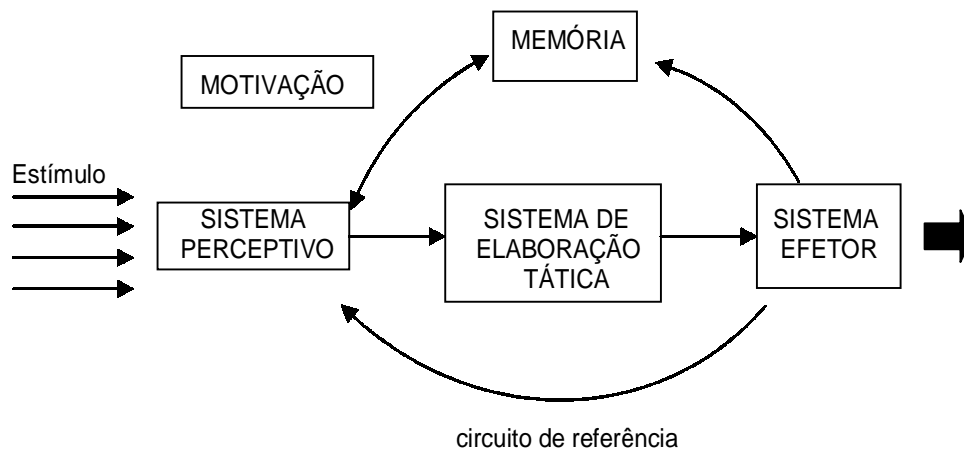 MEMÓRIA
MOTIVAÇÃO
Estímulo
SISTEMA
PERCEPTIVO
SISTEMA DE
ELABORAÇÃO
TÁTICA
SISTEMA
EFETOR
circuito de referência